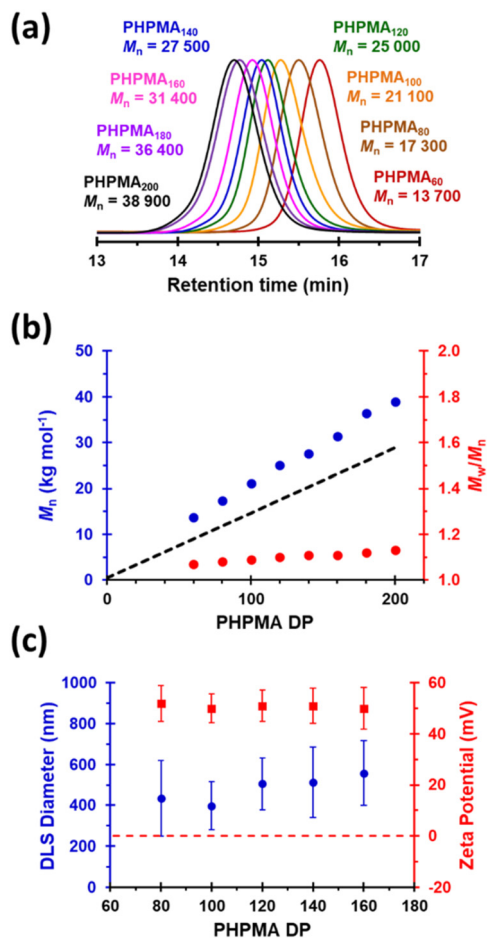 (a)
PHPMA140
Mn = 27 500
PHPMA120
Mn = 25 000
PHPMA160
Mn = 31 400
PHPMA100
Mn = 21 100
PHPMA180
Mn = 36 400
PHPMA80
Mn = 17 300
PHPMA200
Mn = 38 900
PHPMA60
Mn = 13 700
13 14 15 16 17
Retention time (min)
(b)
50 40 30 20 10 0
Mn (kg mol-1)
2.0 1.8 1.6 1.4 1.2 1.0
Mw/Mn
0 100 200
PHPMA DP
(c)
1000 800 600 400 200 0
DLS Diameter (nm)
60 40 20 0 -20
Zeta Potential (mV)
60 80 100 120 140 160 180
PHPMA DP